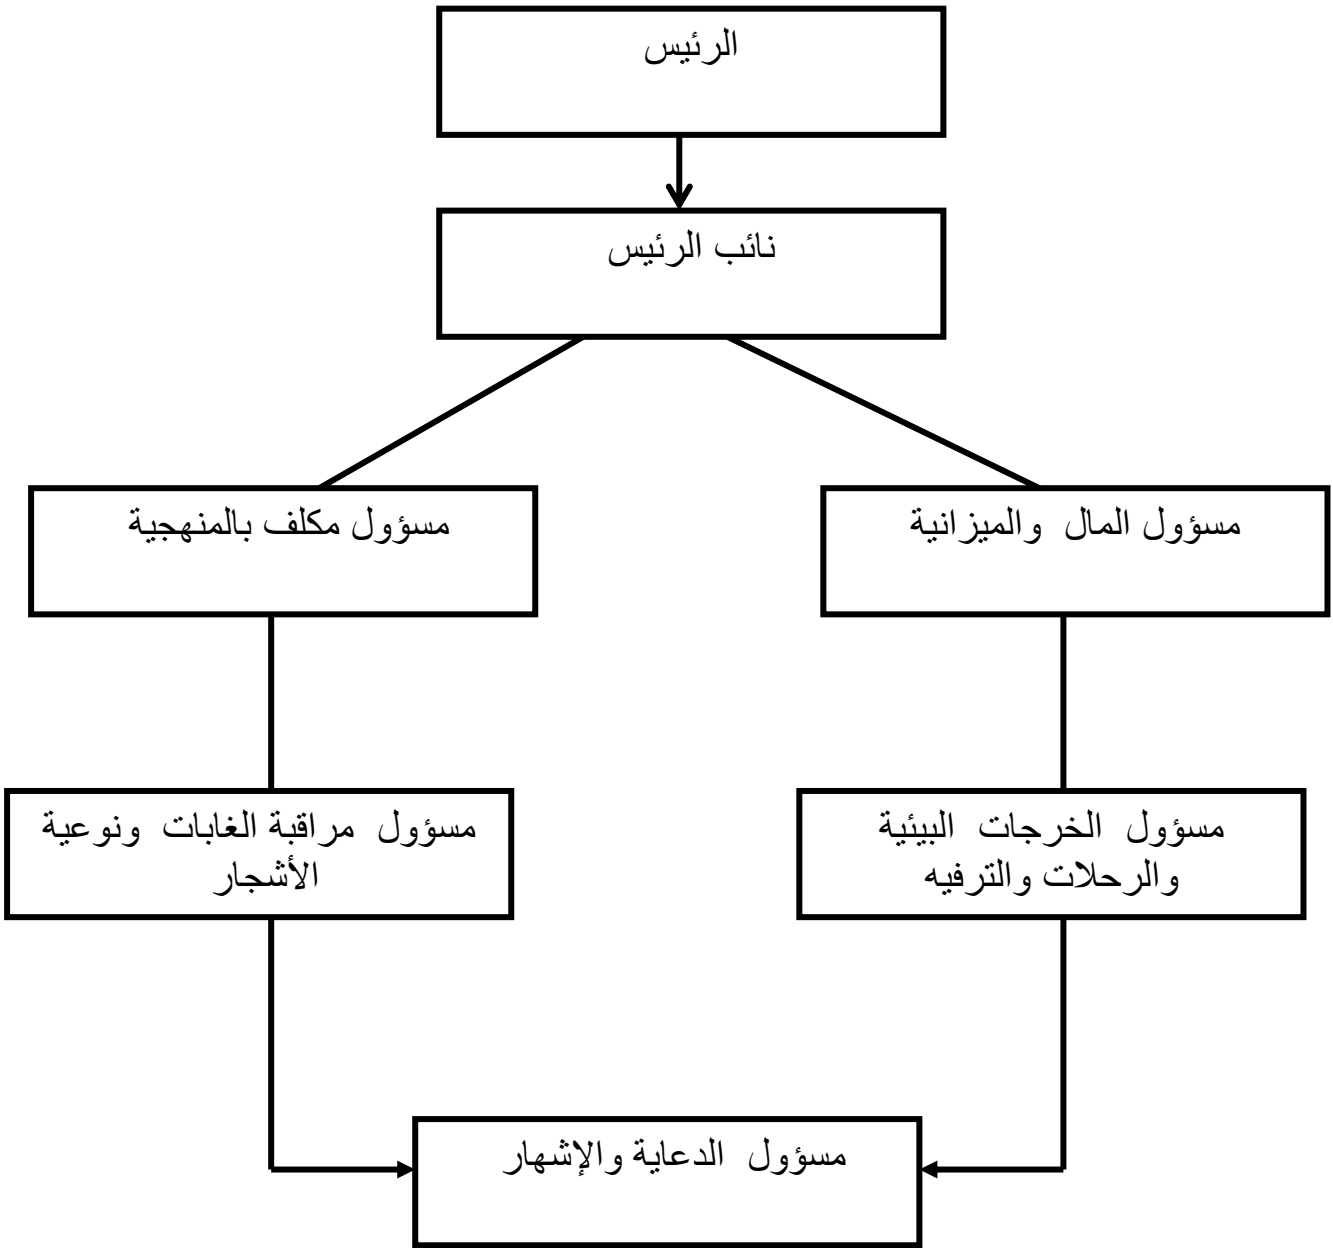 الرئيس
نائب الرئيس
مسؤول المال والميزانية
مسؤول مكلف بالمنهجية
مسؤول الخرجات البيئية
والرحلات والترفيه
مسؤول مراقبة الغابات ونوعية
الأشجار
مسؤول الدعاية والإشهار